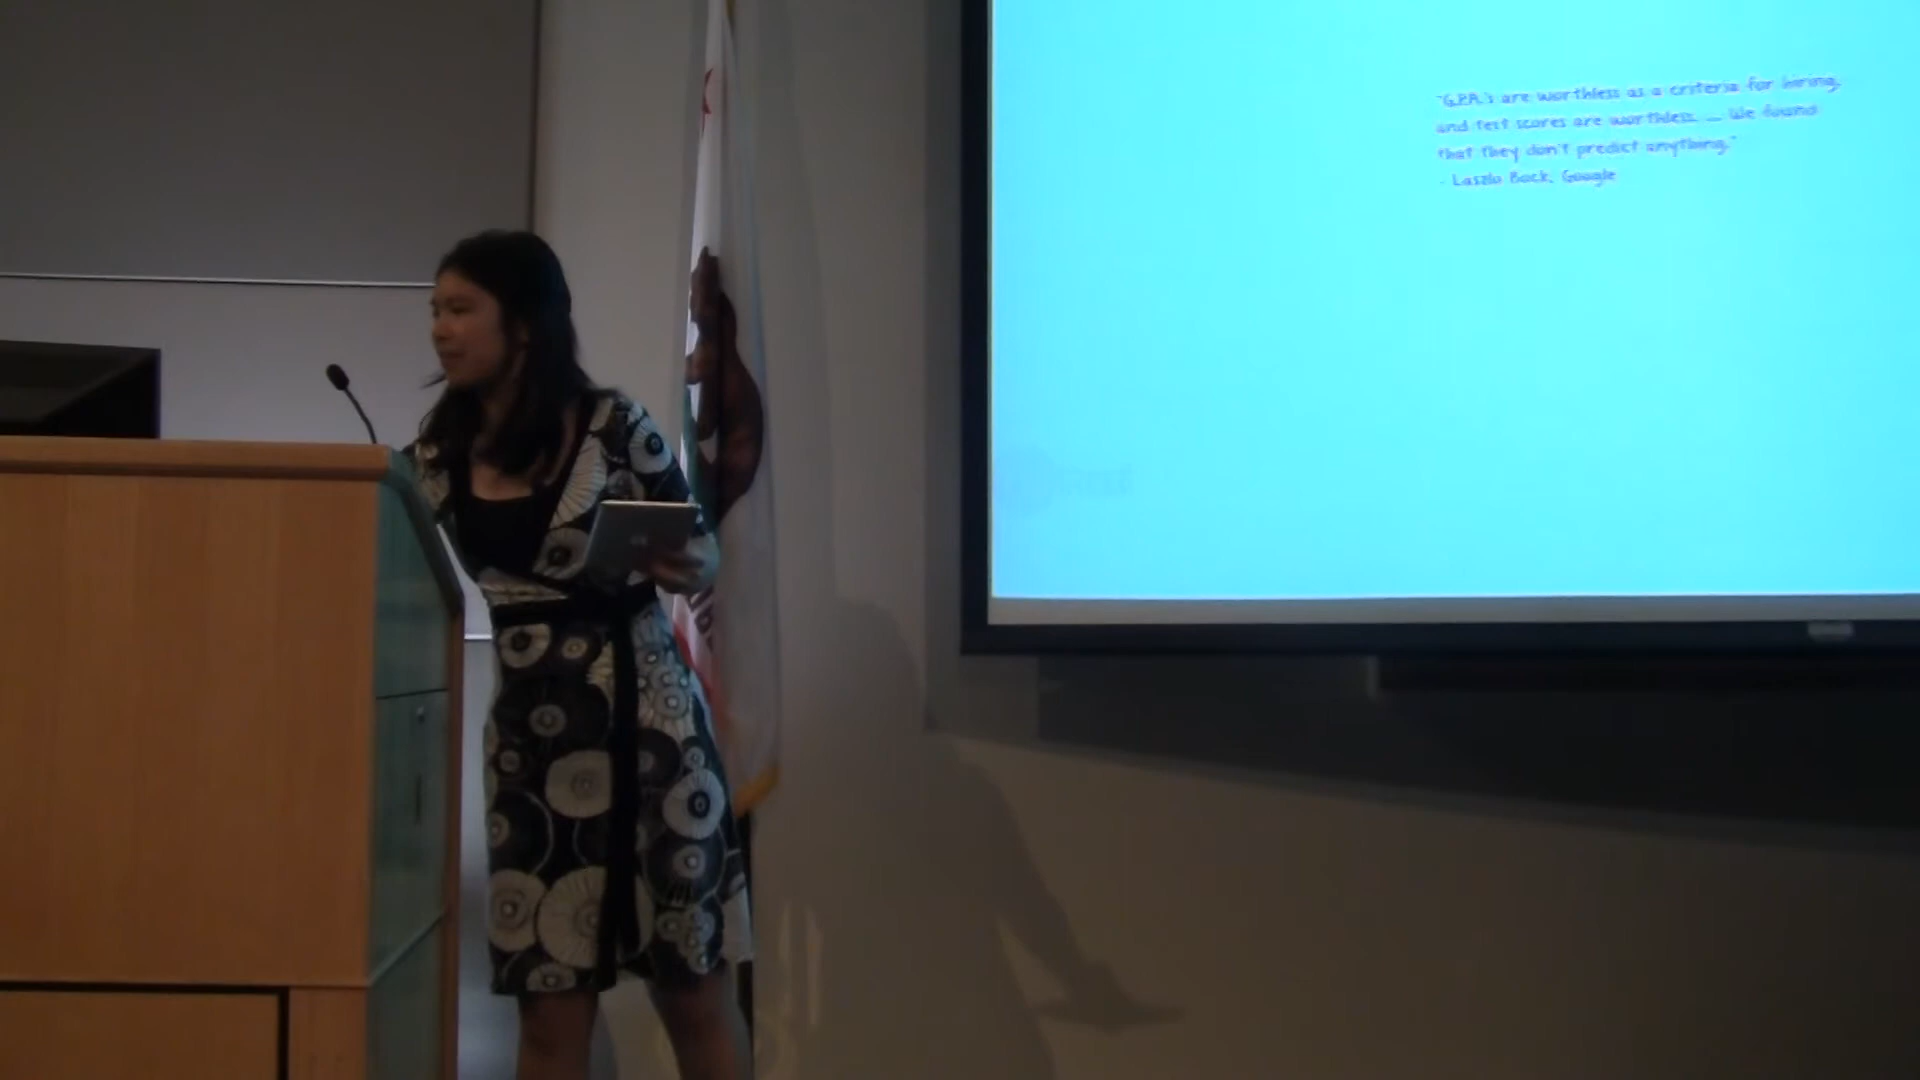 "G.P.A.'s are worthless as a criteria for hiring,
and test scores are worthless. ... We found
that they don't predict anything."
- Laszlo Bock, Google